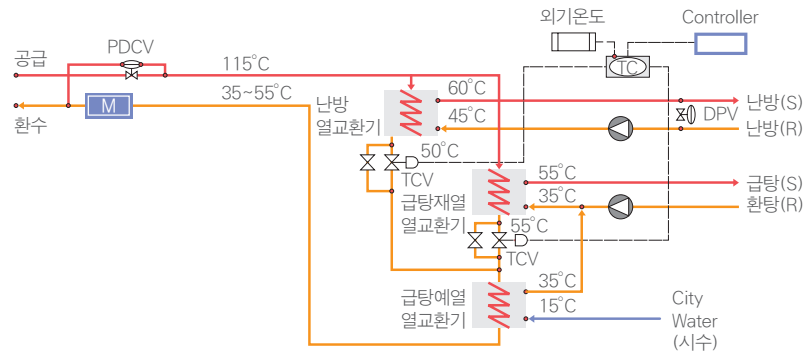 외기온도
Controller
PDCV
공급
115°C
TC
60°C
난방(S)
35~55°C
M
난방
열교환기
45°C
DPV
환수
난방(R)
50°C
TCV
55°C
급탕(S)
급탕재열
열교환기
35°C
환탕(R)
55°C
TCV
급탕예열
열교환기
35°C
15°C
City
Water
(시수)